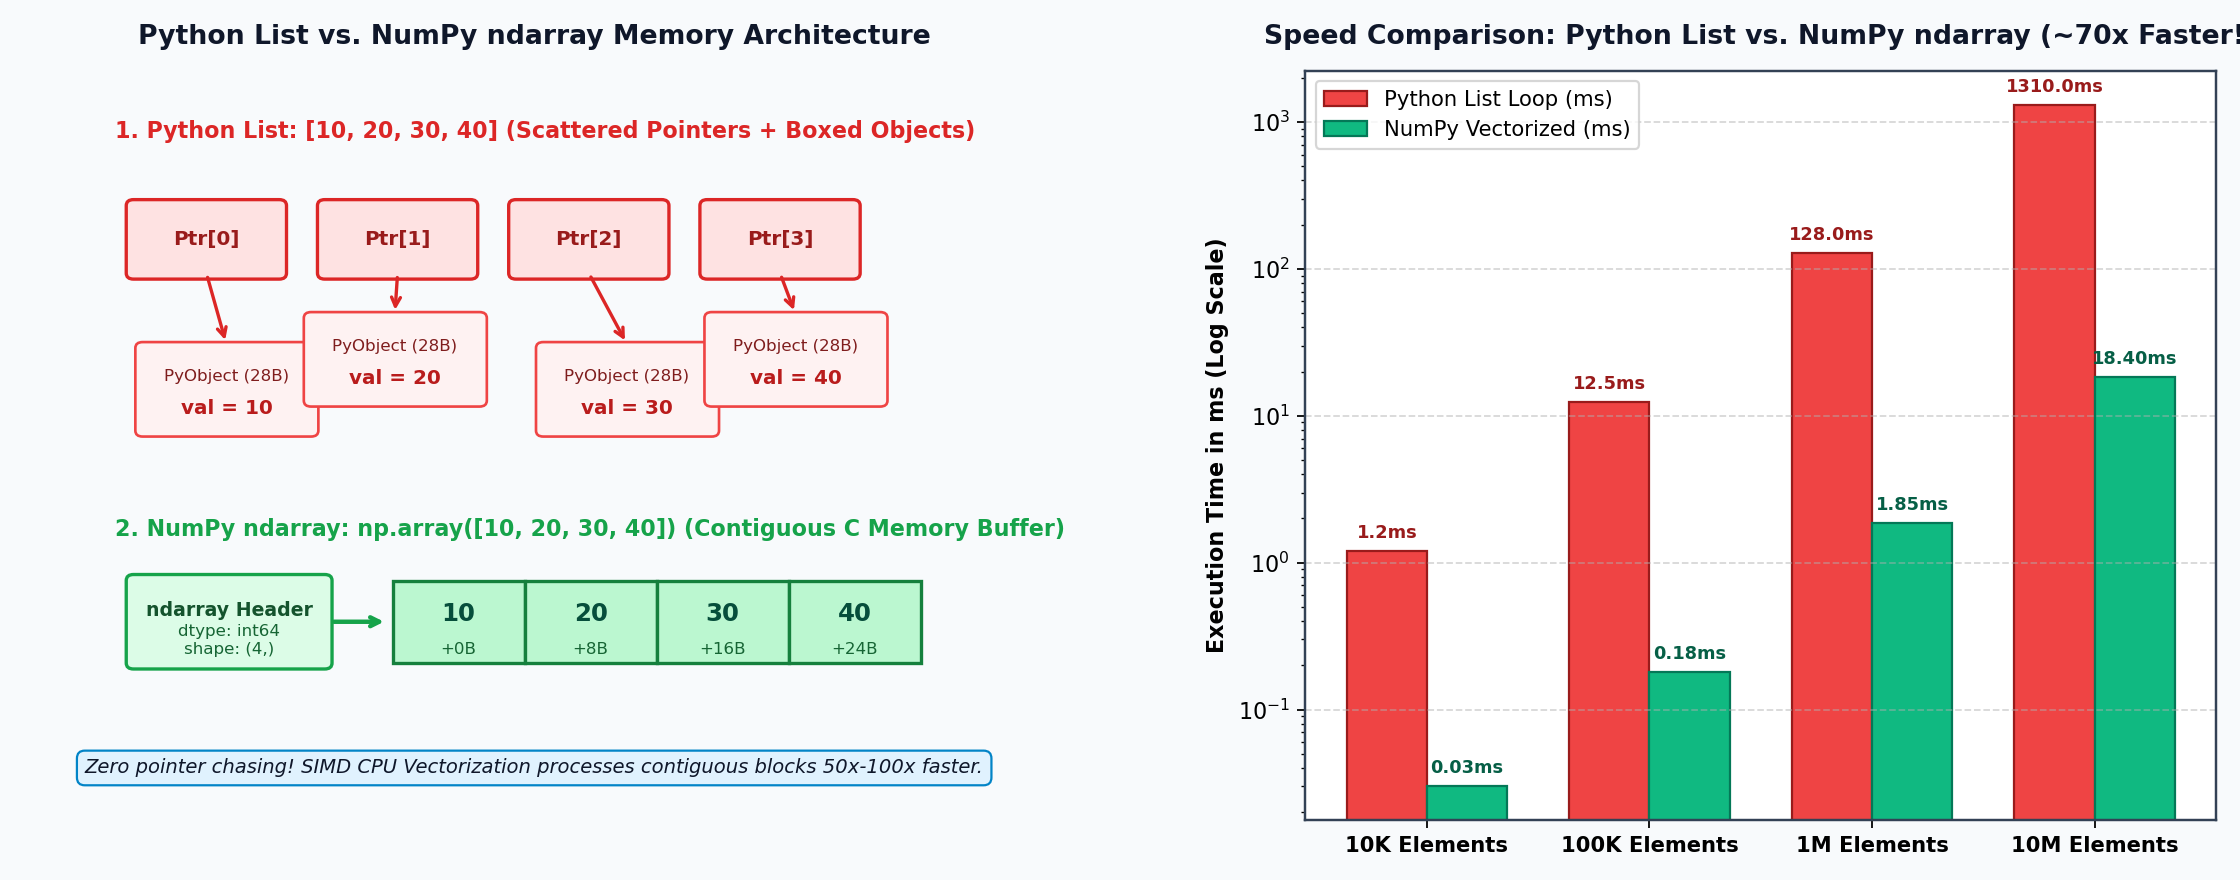 Python List vs. NumPy ndarray Memory Architecture
1. Python List: [10, 20, 30, 40] (Scattered Pointers + Boxed Objects)
Ptr[0]
Ptr[1]
Ptr[2]
Ptr[3]
PyObject (28B)
val = 10
PyObject (28B)
val = 20
PyObject (28B)
val = 30
PyObject (28B)
val = 40
2. NumPy ndarray: np.array([10, 20, 30, 40]) (Contiguous C Memory Buffer)
ndarray Header
dtype: int64
shape: (4,)
10
+0B
20
+8B
30
+16B
40
+24B
Zero pointer chasing! SIMD CPU Vectorization processes contiguous blocks 50x-100x faster.
Speed Comparison: Python List vs. NumPy ndarray (~70x Faster!
Python List Loop (ms)
NumPy Vectorized (ms)
Execution Time in ms (Log Scale)
10³
10²
10¹
10⁰
10⁻¹
1.2ms
0.03ms
12.5ms
0.18ms
128.0ms
1.85ms
1310.0ms
18.40ms
10K Elements
100K Elements
1M Elements
10M Elements